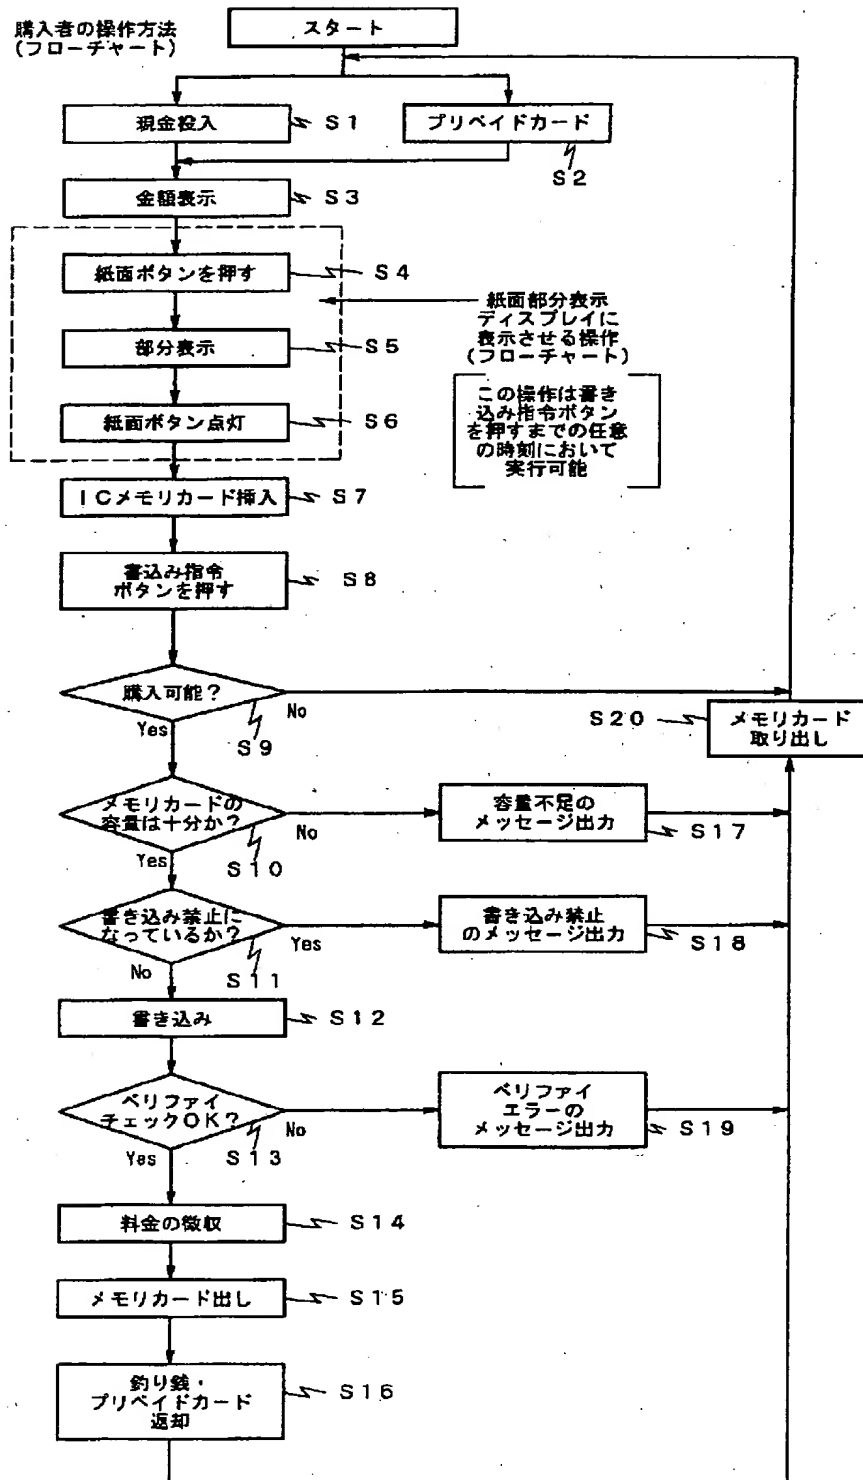 購入者の操作方法
(フローチャート)
スタート
現金投入
S1
プリペイドカード
S2
金額表示
S3
紙面ボタンを押す
S4
部分表示
S5
紙面ボタン点灯
S6
紙面部分表示
ディスプレイに
表示させる操作
(フローチャート)
この操作は書き
込み指令ボタン
を押すまでの任意
の時刻において
実行可能
ICメモリカード挿入
S7
書込み指令
ボタンを押す
S8
購入可能?
No
Yes
S9
S20
メモリカード
取り出し
メモリカードの
容量は十分か?
No
Yes
S10
容量不足の
メッセージ出力
S17
書き込み禁止に
なっているか?
Yes
No
S11
書き込み禁止
のメッセージ出力
S18
書き込み
S12
ベリファイ
チェックOK?
No
Yes
S13
ベリファイ
エラーの
メッセージ出力
S19
料金の徴収
S14
メモリカード出し
S15
釣り銭・
プリペイドカード
返却
S16